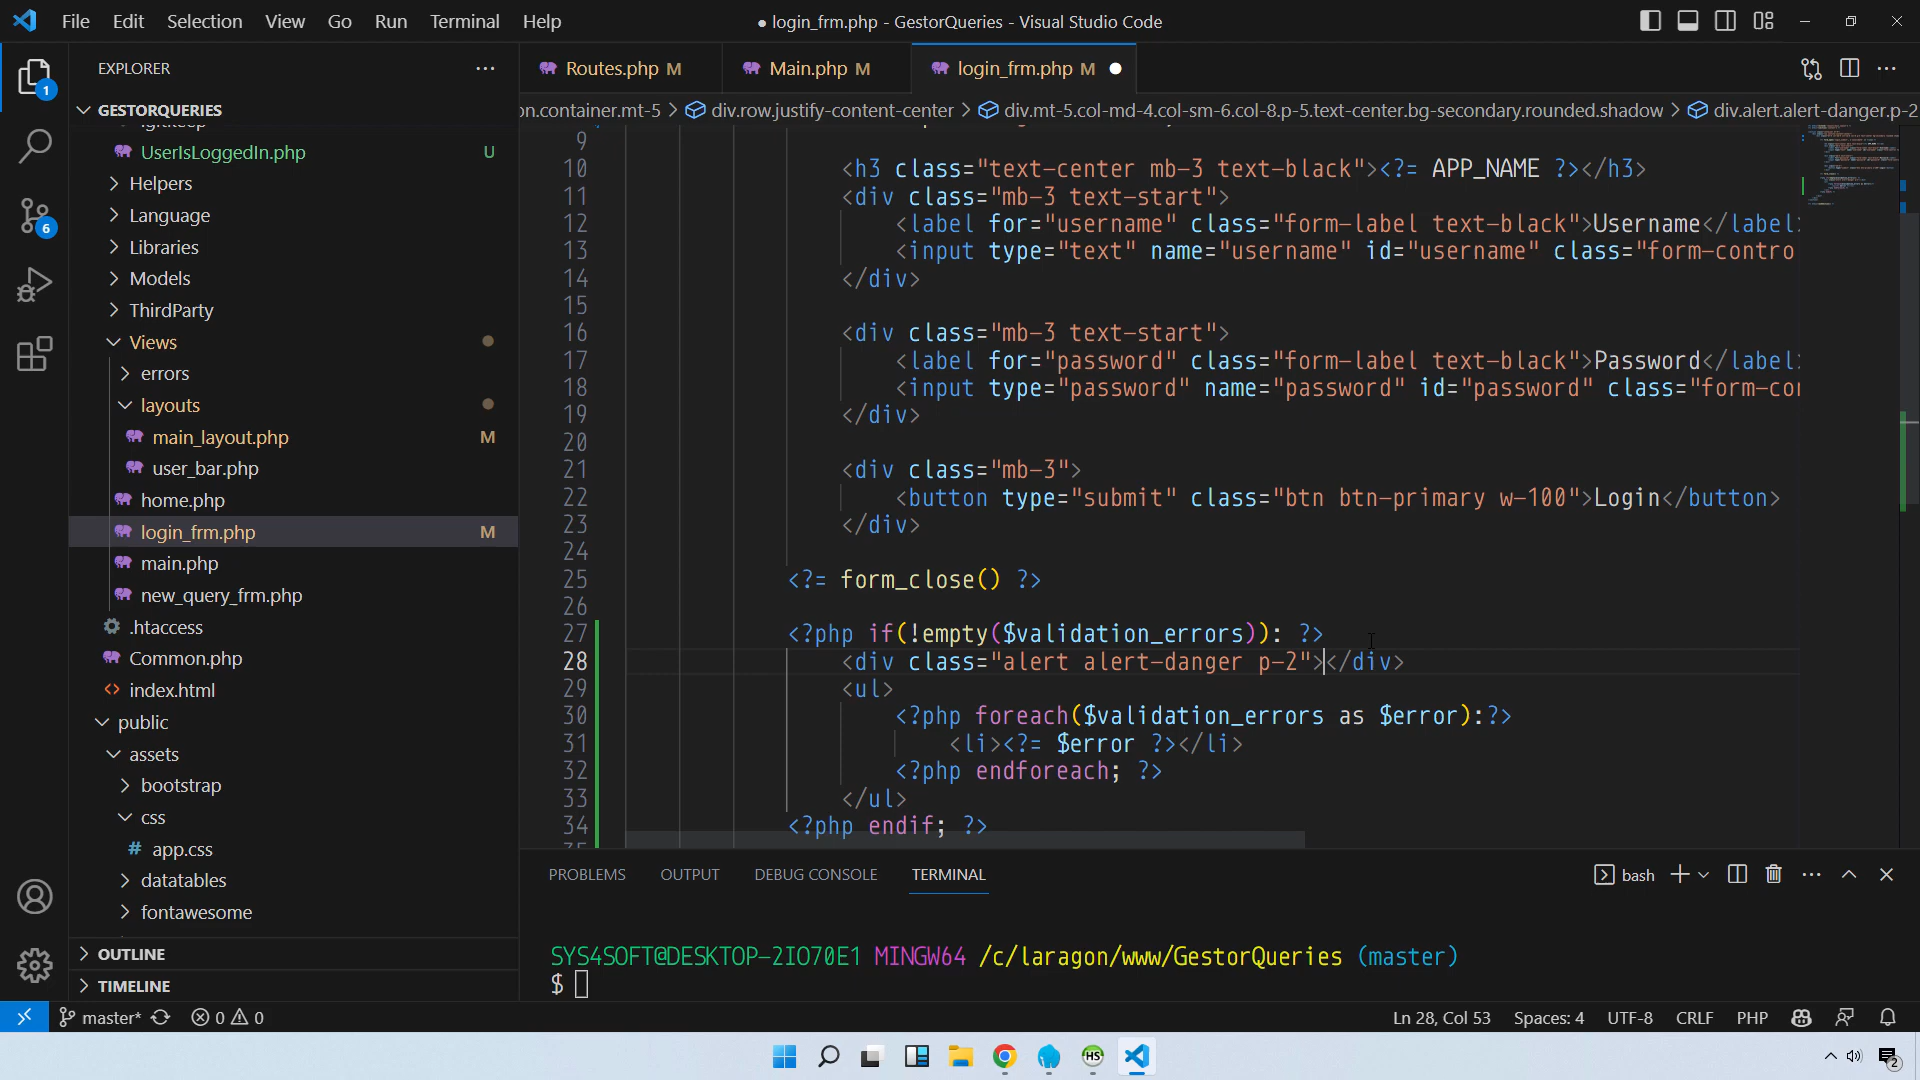 File Edit Selection View Go Run Terminal Help
● login_frm.php - GestorQueries - Visual Studio Code
EXPLORER
Routes.php M
Main.php M
login_frm.php M
GESTORQUERIES
on.container.mt-5 > div.row.justify-content-center > div.mt-5.col-md-4.col-sm-6.col-8.p-5.text-center.bg-secondary.rounded.shadow > div.alert.alert-danger.p-2
1
UserIsLoggedIn.php U
Helpers
Language
6
Libraries
Models
ThirdParty
Views
errors
layouts
main_layout.php M
user_bar.php
home.php
login_frm.php M
main.php
new_query_frm.php
.htaccess
Common.php
index.html
public
assets
bootstrap
css
app.css
datatables
fontawesome
OUTLINE
TIMELINE
9
10 <h3 class="text-center mb-3 text-black"><?= APP_NAME ?></h3>
11 <div class="mb-3 text-start">
12 <label for="username" class="form-label text-black">Username</label>
13 <input type="text" name="username" id="username" class="form-contro
14 </div>
15
16 <div class="mb-3 text-start">
17 <label for="password" class="form-label text-black">Password</label>
18 <input type="password" name="password" id="password" class="form-con
19 </div>
20
21 <div class="mb-3">
22 <button type="submit" class="btn btn-primary w-100">Login</button>
23 </div>
24
25 <?= form_close() ?>
26
27 <?php if(!empty($validation_errors)): ?>
28 <div class="alert alert-danger p-2"></div>
29 <ul>
30 <?php foreach($validation_errors as $error):?>
31 <li><?= $error ?></li>
32 <?php endforeach; ?>
33 </ul>
34 <?php endif; ?>
PROBLEMS OUTPUT DEBUG CONSOLE TERMINAL
bash
SYS4SOFT@DESKTOP-2IO70E1 MINGW64 /c/laragon/www/GestorQueries (master)
$
master* 0 0
Ln 28, Col 53 Spaces: 4 UTF-8 CRLF PHP
HS
2